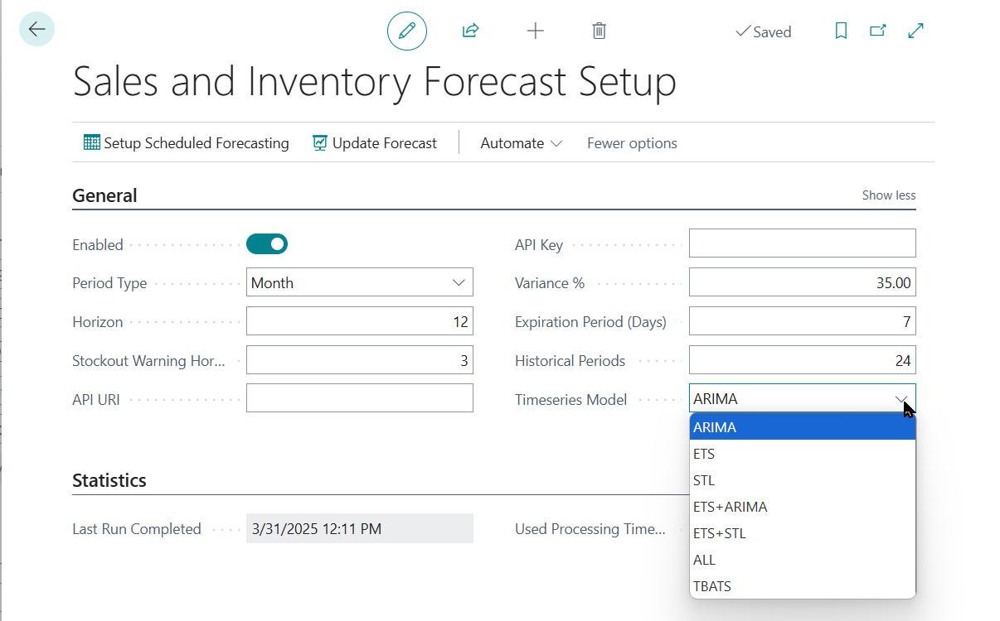 Saved
Sales and Inventory Forecast Setup
Setup Scheduled Forecasting Update Forecast Automate Fewer options
General Show less
Enabled API Key
Period Type Month Variance % 35.00
Horizon 12 Expiration Period (Days) 7
Stockout Warning Hor... 3 Historical Periods 24
API URI Timeseries Model ARIMA
ARIMA
ETS
STL
ETS+ARIMA
ETS+STL
ALL
TBATS
Statistics
Last Run Completed 3/31/2025 12:11 PM Used Processing Time...